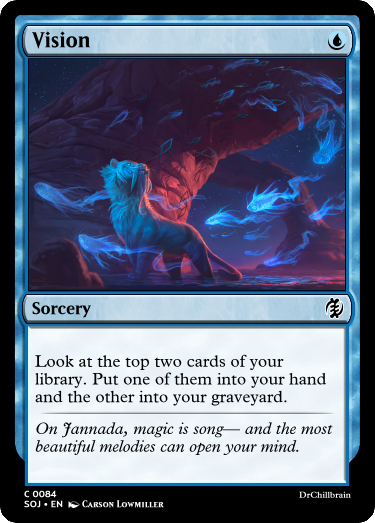 Vision
Sorcery
Look at the top two cards of your
library. Put one of them into your hand
and the other into your graveyard.
On Jannada, magic is song— and the most
beautiful melodies can open your mind.
C 0084
SOJ • EN Carson Lowmiller
DrChillbrain